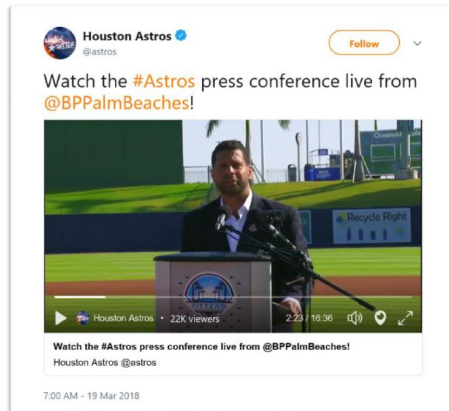 Houston Astros
@astros
Follow
Watch the #Astros press conference live from
@BPPalmBeaches!
Oceansid
Recycle Right
FITTEAM
Houston Astros • 22K viewers
2:23 / 16:36
Watch the #Astros press conference live from @BPPalmBeaches!
Houston Astros @astros
7:00 AM - 19 Mar 2018